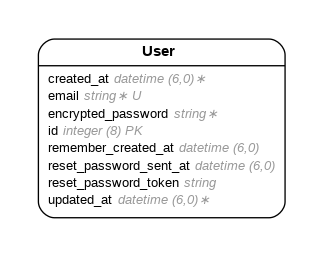 User
created_at datetime (6,0)∗
email string∗ U
encrypted_password string∗
id integer (8) PK
remember_created_at datetime (6,0)
reset_password_sent_at datetime (6,0)
reset_password_token string
updated_at datetime (6,0)∗